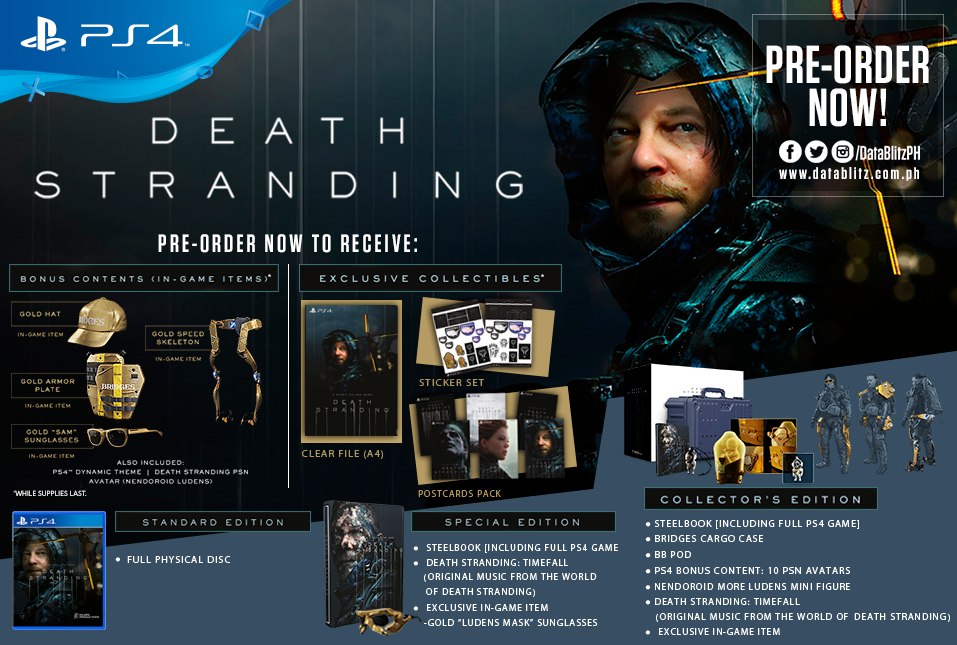 PS4™
DEATH
STRANDING
PRE-ORDER
NOW!
/DataBlitzPH
www.datablitz.com.ph
PRE-ORDER NOW TO RECEIVE:
BONUS CONTENTS (IN-GAME ITEMS)*
GOLD HAT
IN-GAME ITEM
GOLD SPEED
SKELETON
IN-GAME ITEM
GOLD ARMOR
PLATE
IN-GAME ITEM
BRIDGES
GOLD "SAM"
SUNGLASSES
IN-GAME ITEM
ALSO INCLUDED:
PS4™ DYNAMIC THEME | DEATH STRANDING PSN
AVATAR (NENDOROID LUDENS)
*WHILE SUPPLIES LAST.
EXCLUSIVE COLLECTIBLES*
PS4
DEATH
STRANDING
CLEAR FILE (A4)
STICKER SET
POSTCARDS PACK
STANDARD EDITION
PS4
DEATH
STRANDING
● FULL PHYSICAL DISC
SPECIAL EDITION
● STEELBOOK [INCLUDING FULL PS4 GAME
● DEATH STRANDING: TIMEFALL
(ORIGINAL MUSIC FROM THE WORLD
OF DEATH STRANDING)
● EXCLUSIVE IN-GAME ITEM
-GOLD "LUDENS MASK" SUNGLASSES
COLLECTOR'S EDITION
● STEELBOOK [INCLUDING FULL PS4 GAME]
● BRIDGES CARGO CASE
● BB POD
● PS4 BONUS CONTENT: 10 PSN AVATARS
● NENDOROID MORE LUDENS MINI FIGURE
● DEATH STRANDING: TIMEFALL
(ORIGINAL MUSIC FROM THE WORLD OF DEATH STRANDING)
● EXCLUSIVE IN-GAME ITEM